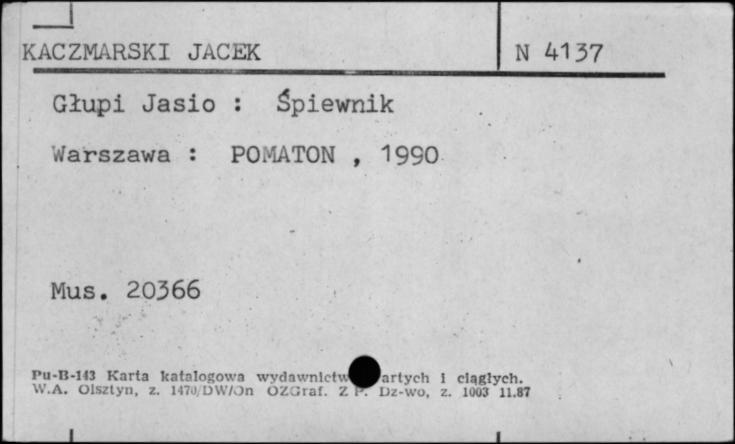 KACZMARSKI JACEK N 4137
Głupi Jasio : Śpiewnik
Warszawa : POMATON , 1990
Mus. 20366
Pu-B-143 Karta katalogowa wydawnictw artych i ciągłych.
W.A. Olsztyn, z. 1470/DW/On OZGraf. Z P. Dz-wo, z. 1003 11.87